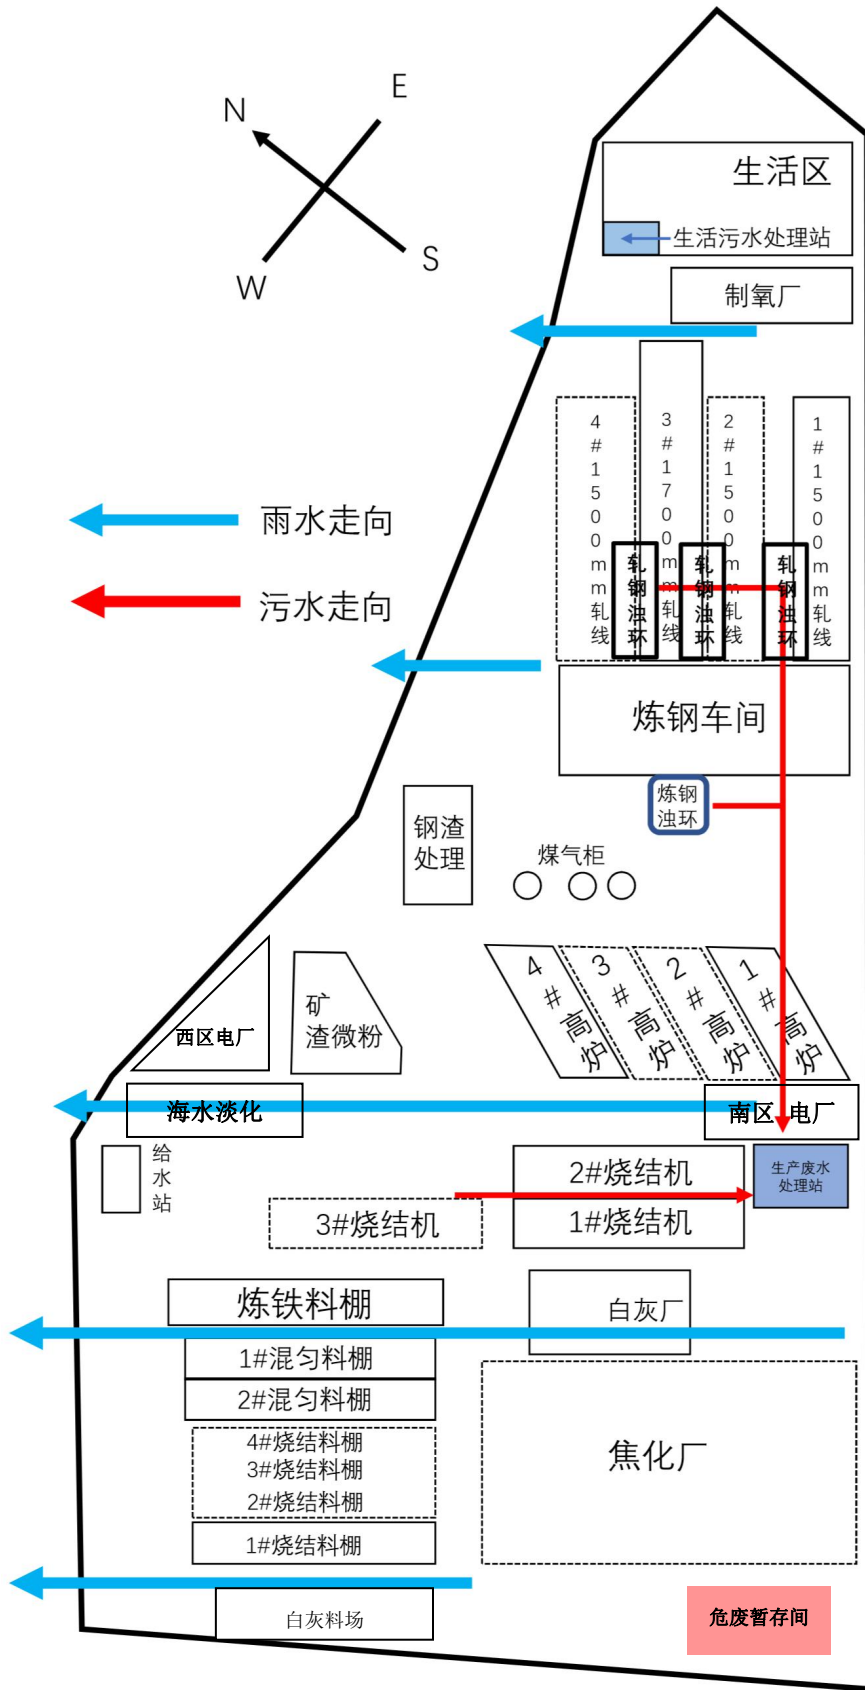 N
E
W
S
生活区
生活污水处理站
制氧厂
雨水走向
污水走向
4#1500mm轧线
3#1700mm轧线
2#1500mm轧线
1#1500mm轧线
轧钢浊环
轧钢浊环
轧钢浊环
炼钢车间
炼钢
浊环
钢渣
处理
煤气柜
西区电厂
矿
渣微粉
4#高炉
3#高炉
2#高炉
1#高炉
海水淡化
南区 电厂
给水站
2#烧结机
生产废水
处理站
3#烧结机
1#烧结机
炼铁料棚
白灰厂
1#混匀料棚
2#混匀料棚
4#烧结料棚
3#烧结料棚
2#烧结料棚
1#烧结料棚
焦化厂
白灰料场
危废暂存间